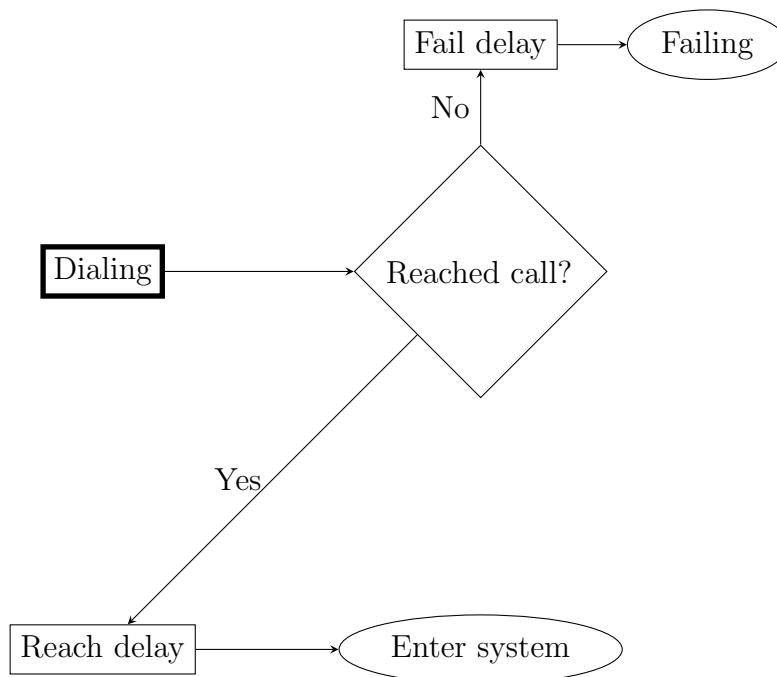 Fail delay
Failing
No
Dialing
Reached call?
Yes
Reach delay
Enter system